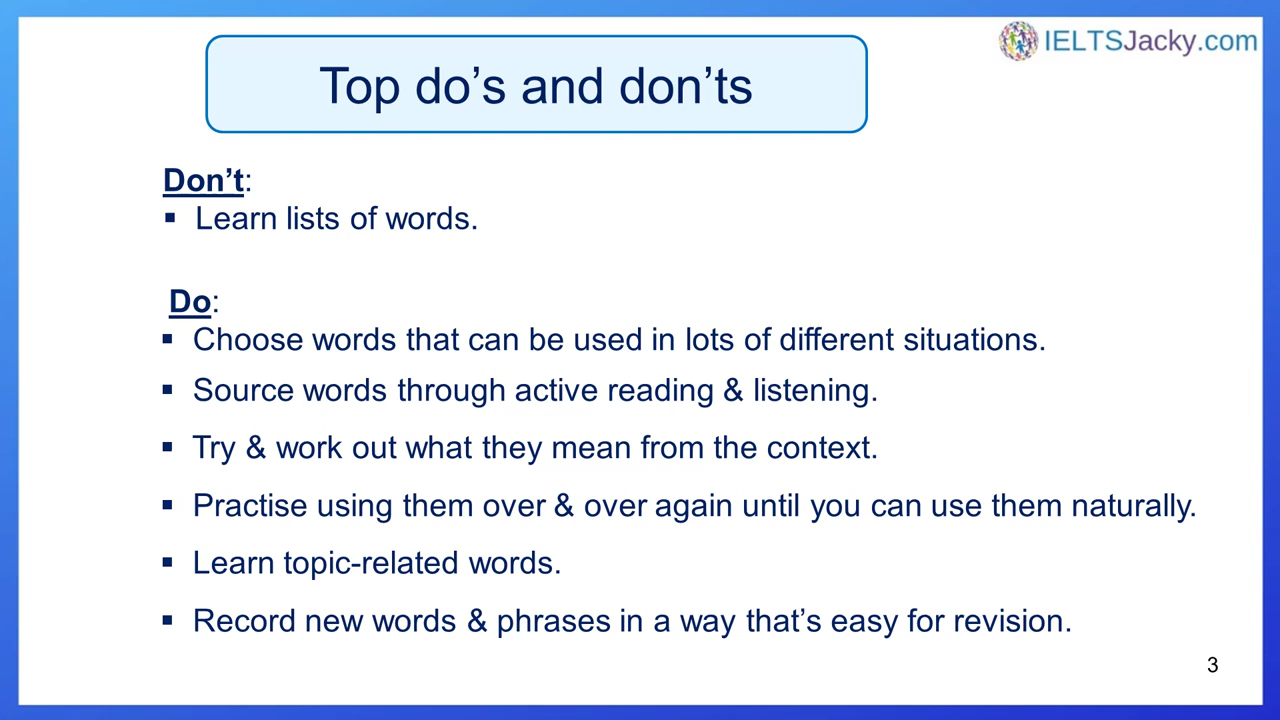 IELTSJacky.com
Top do’s and don’ts
Don’t:
▪ Learn lists of words.
Do:
▪ Choose words that can be used in lots of different situations.
▪ Source words through active reading & listening.
▪ Try & work out what they mean from the context.
▪ Practise using them over & over again until you can use them naturally.
▪ Learn topic-related words.
▪ Record new words & phrases in a way that’s easy for revision.
3